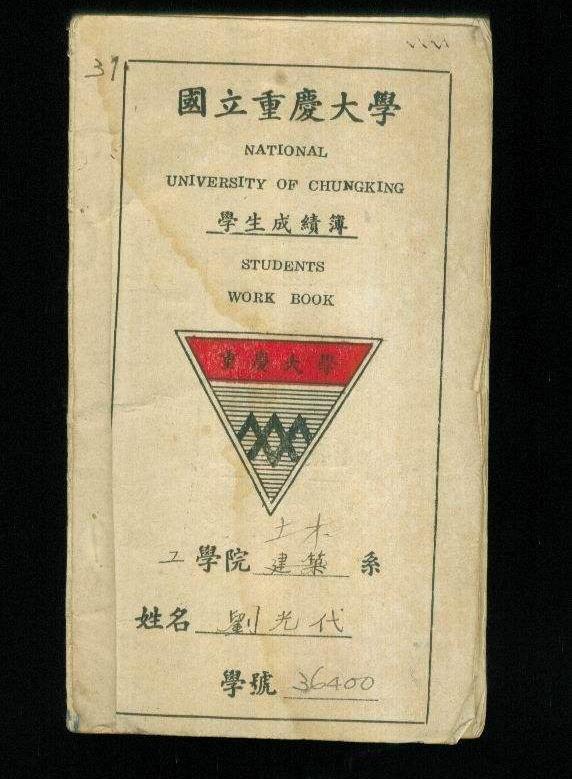 37
國立重慶大學
NATIONAL
UNIVERSITY OF CHUNGKING
學生成績簿
STUDENTS
WORK BOOK
重慶大學
土木
工學院 建築 系
姓名 劉光代
學號 36400